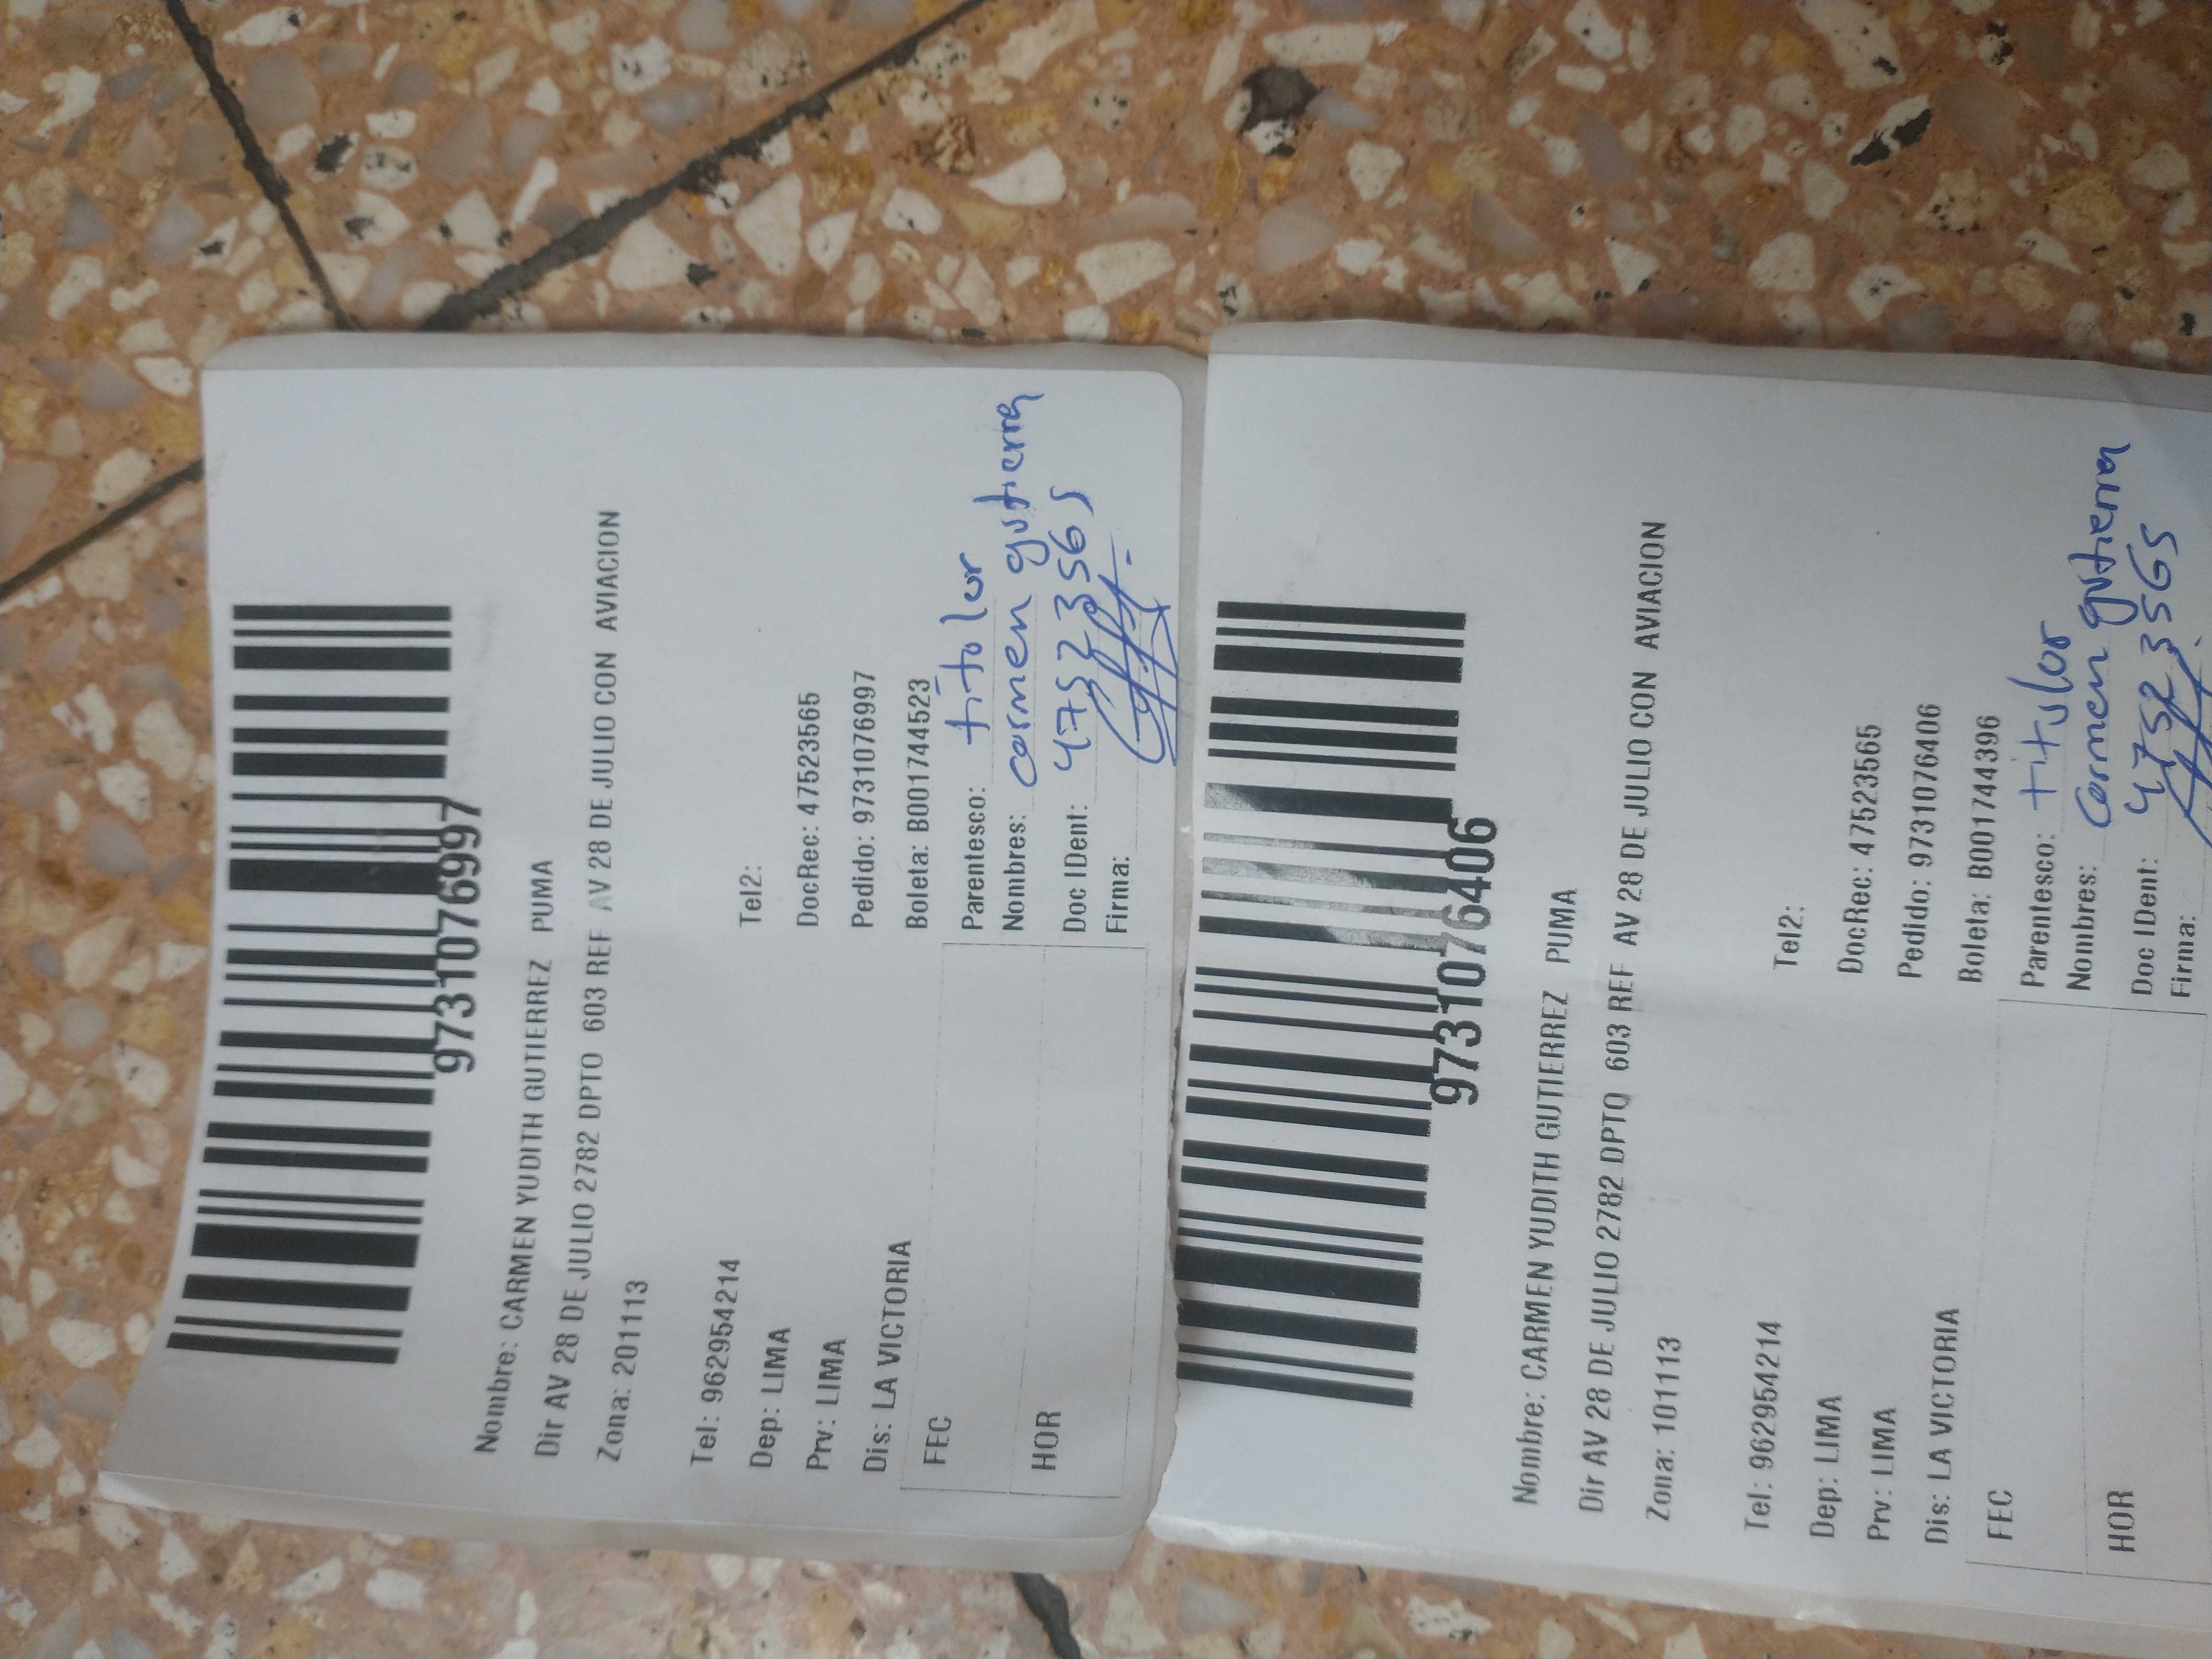 97310766997
Nombre: CARMEN YUDITH GUTIERREZ PUMA
Dir AV 28 DE JULIO 2782 DPTO 603 REF AV 28 DE JULIO CON AVIACION
Zona: 201113
Tel: 962954214 Tel2:
Dep: LIMA DocRec: 47523565
Prv: LIMA Pedido: 97310766997
Dis: LA VICTORIA Boleta: B001744523
FEC Parentesco: titular
Nombres: carmen gutierrez
HOR Doc IDent: 47523565
Firma:
97310766406
Nombre: CARMEN YUDITH GUTIERREZ PUMA
Dir AV 28 DE JULIO 2782 DPTO 603 REF AV 28 DE JULIO CON AVIACION
Zona: 101113
Tel: 962954214 Tel2:
Dep: LIMA DocRec: 47523565
Prv: LIMA Pedido: 97310766406
Dis: LA VICTORIA Boleta: B001744396
FEC Parentesco: titular
Nombres: carmen gutierrez
HOR Doc IDent: 47523565
Firma: